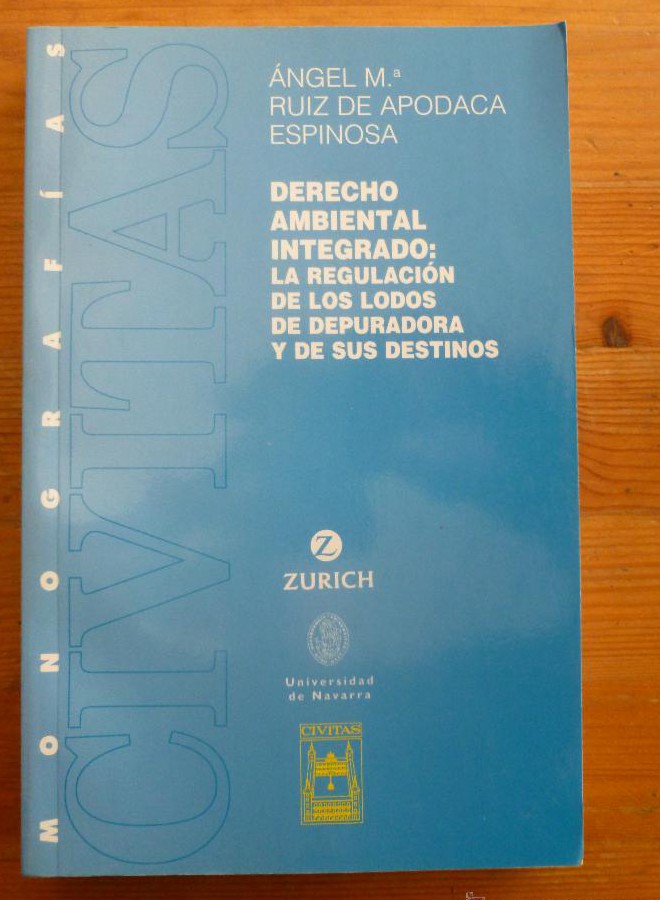 MONOGRAFÍAS
CIVITAS
ÁNGEL M.ª
RUIZ DE APODACA
ESPINOSA
DERECHO
AMBIENTAL
INTEGRADO:
LA REGULACIÓN
DE LOS LODOS
DE DEPURADORA
Y DE SUS DESTINOS
Z
ZURICH
Universidad
de Navarra
CIVITAS